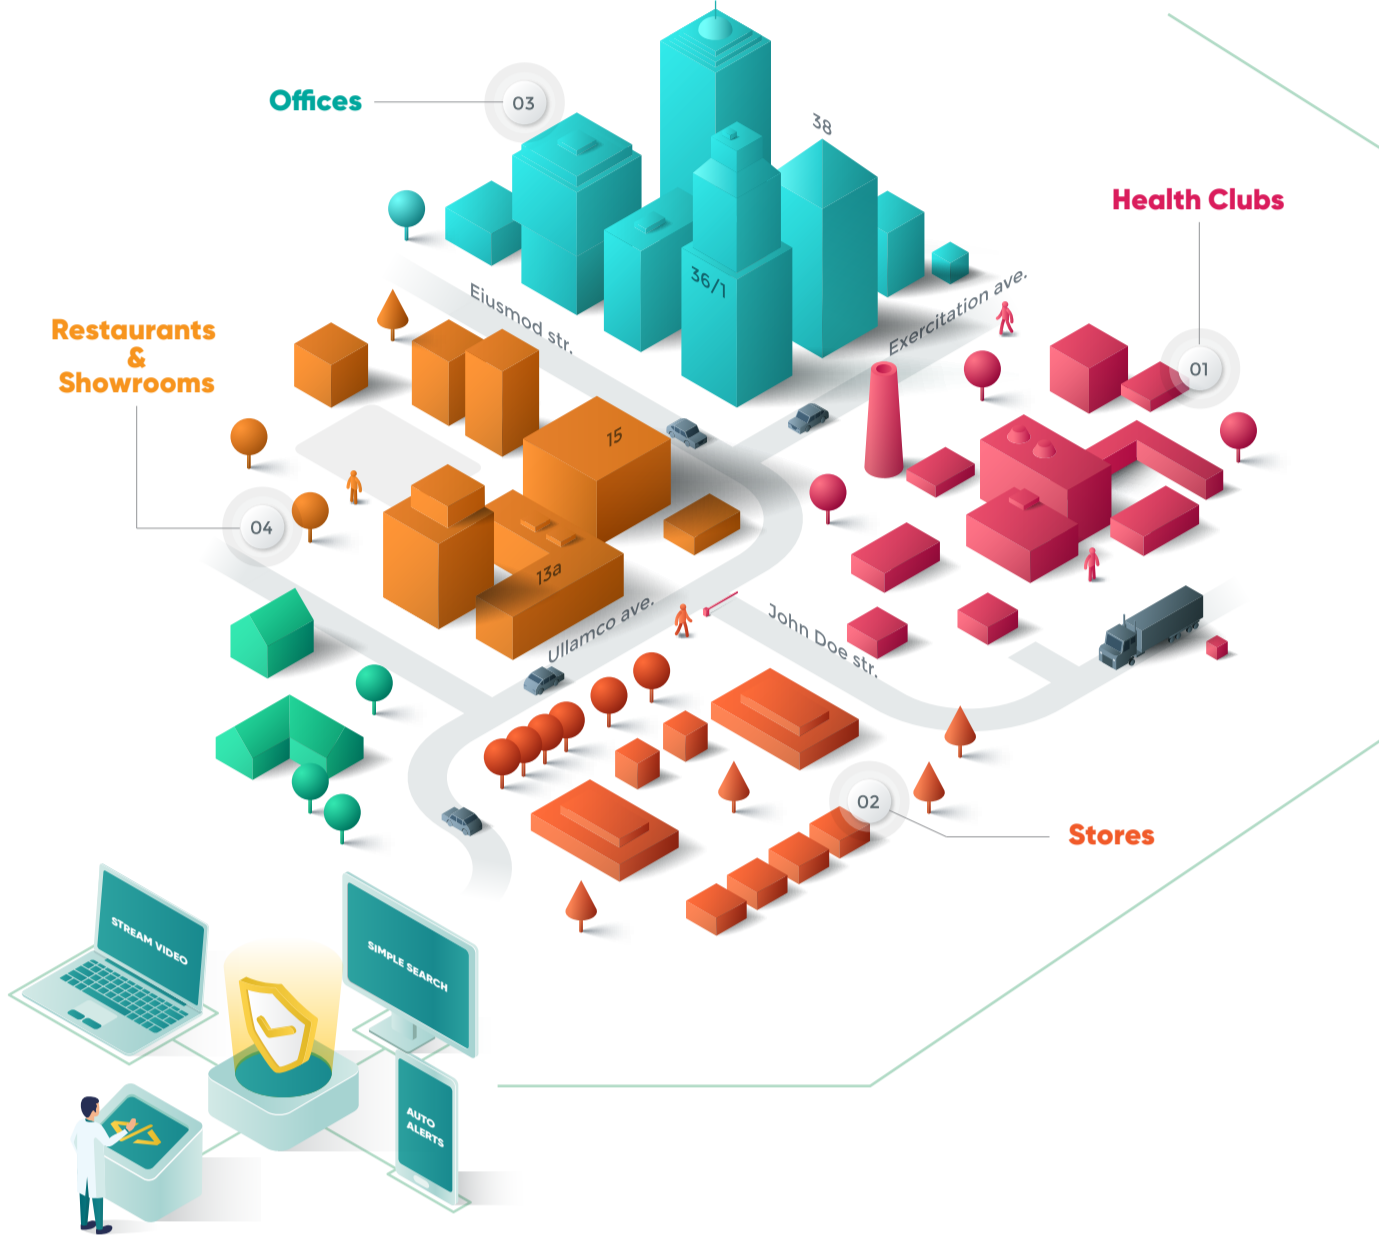 38
Offices
03
Health Clubs
36/1
Eiusmod str.
Exercitation ave.
Restaurants
&
Showrooms
01
15
04
13a
Ullamco ave.
John Doe str.
02
Stores
STREAM VIDEO
SIMPLE SEARCH
AUTO
ALERTS
<//>